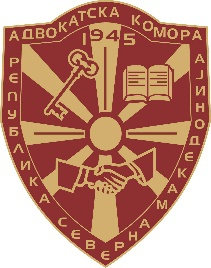 АДВОКАТСКА КОМОРА
1945
РЕПУБЛИКА СЕВЕРНА МАКЕДОНИЈА